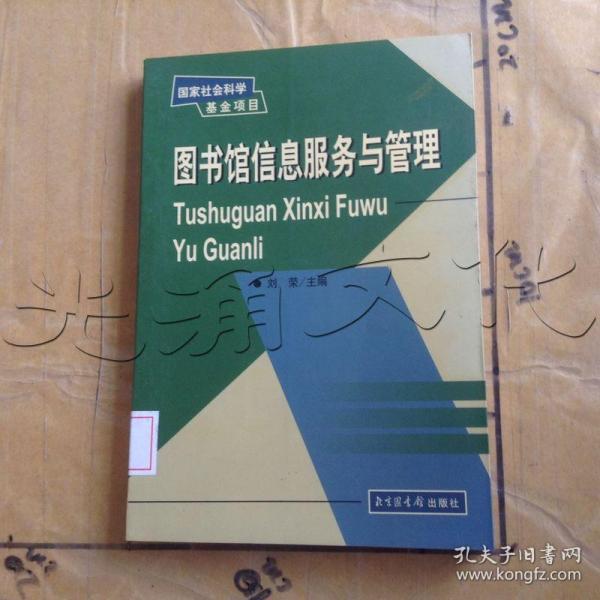 国家社会科学
基金项目
图书馆信息服务与管理
Tushuguan Xinxi Fuwu
Yu Guanli
刘 荣/主编
光涌文化
北京图书馆出版社
孔夫子旧书网
www.kongfz.com